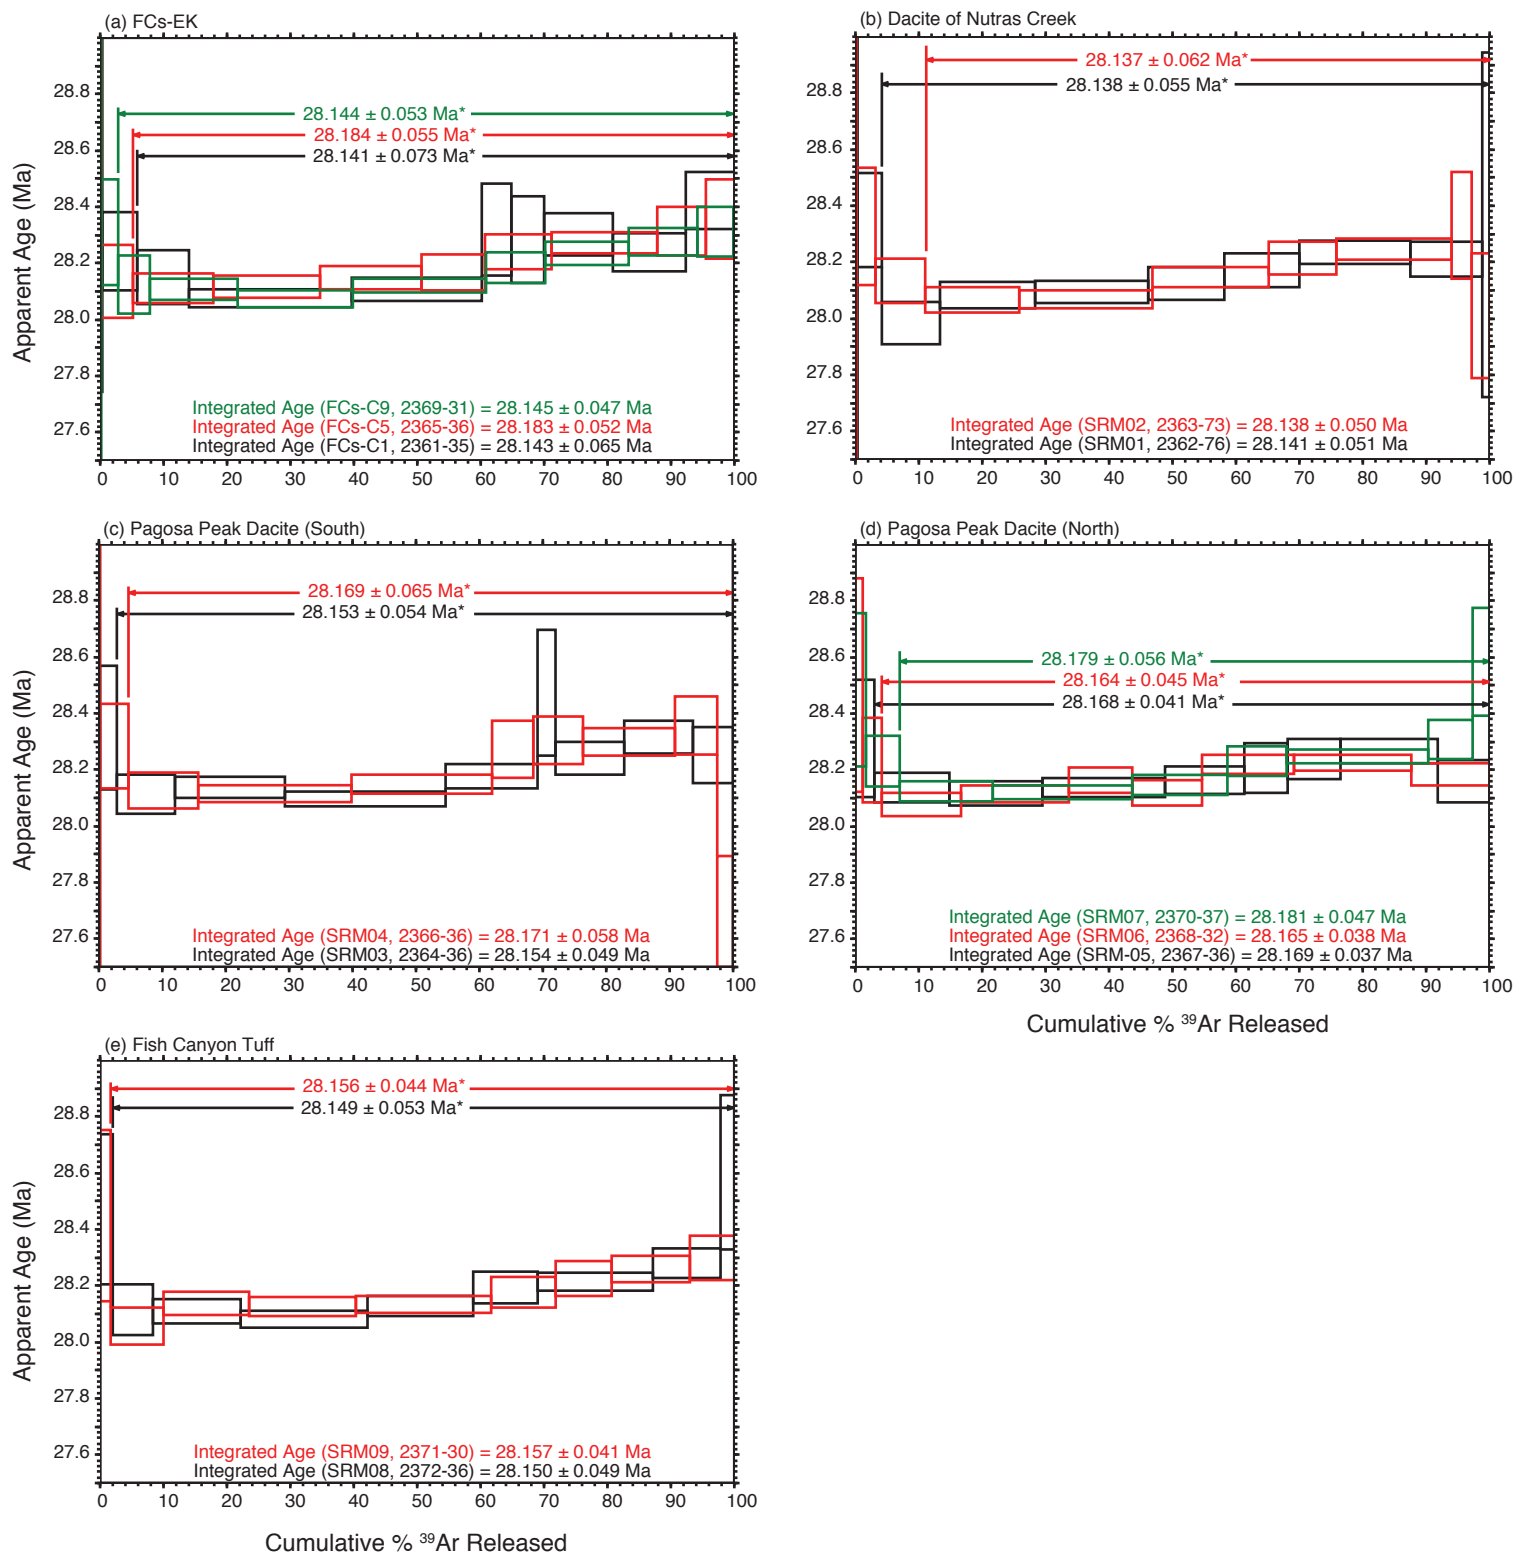 (a) FCs-EK
28.144 ± 0.053 Ma*
28.184 ± 0.055 Ma*
28.141 ± 0.073 Ma*
Apparent Age (Ma)
28.8
28.6
28.4
28.2
28.0
27.8
27.6
Integrated Age (FCs-C9, 2369-31) = 28.145 ± 0.047 Ma
Integrated Age (FCs-C5, 2365-36) = 28.183 ± 0.052 Ma
Integrated Age (FCs-C1, 2361-35) = 28.143 ± 0.065 Ma
0 10 20 30 40 50 60 70 80 90 100
(b) Dacite of Nutras Creek
28.137 ± 0.062 Ma*
28.138 ± 0.055 Ma*
28.8
28.6
28.4
28.2
28.0
27.8
27.6
Integrated Age (SRM02, 2363-73) = 28.138 ± 0.050 Ma
Integrated Age (SRM01, 2362-76) = 28.141 ± 0.051 Ma
0 10 20 30 40 50 60 70 80 90 100
(c) Pagosa Peak Dacite (South)
28.169 ± 0.065 Ma*
28.153 ± 0.054 Ma*
Apparent Age (Ma)
28.8
28.6
28.4
28.2
28.0
27.8
27.6
Integrated Age (SRM04, 2366-36) = 28.171 ± 0.058 Ma
Integrated Age (SRM03, 2364-36) = 28.154 ± 0.049 Ma
0 10 20 30 40 50 60 70 80 90 100
(d) Pagosa Peak Dacite (North)
28.179 ± 0.056 Ma*
28.164 ± 0.045 Ma*
28.168 ± 0.041 Ma*
28.8
28.6
28.4
28.2
28.0
27.8
27.6
Integrated Age (SRM07, 2370-37) = 28.181 ± 0.047 Ma
Integrated Age (SRM06, 2368-32) = 28.165 ± 0.038 Ma
Integrated Age (SRM-05, 2367-36) = 28.169 ± 0.037 Ma
0 10 20 30 40 50 60 70 80 90 100
Cumulative % ³⁹Ar Released
(e) Fish Canyon Tuff
28.156 ± 0.044 Ma*
28.149 ± 0.053 Ma*
Apparent Age (Ma)
28.8
28.6
28.4
28.2
28.0
27.8
27.6
Integrated Age (SRM09, 2371-30) = 28.157 ± 0.041 Ma
Integrated Age (SRM08, 2372-36) = 28.150 ± 0.049 Ma
0 10 20 30 40 50 60 70 80 90 100
Cumulative % ³⁹Ar Released